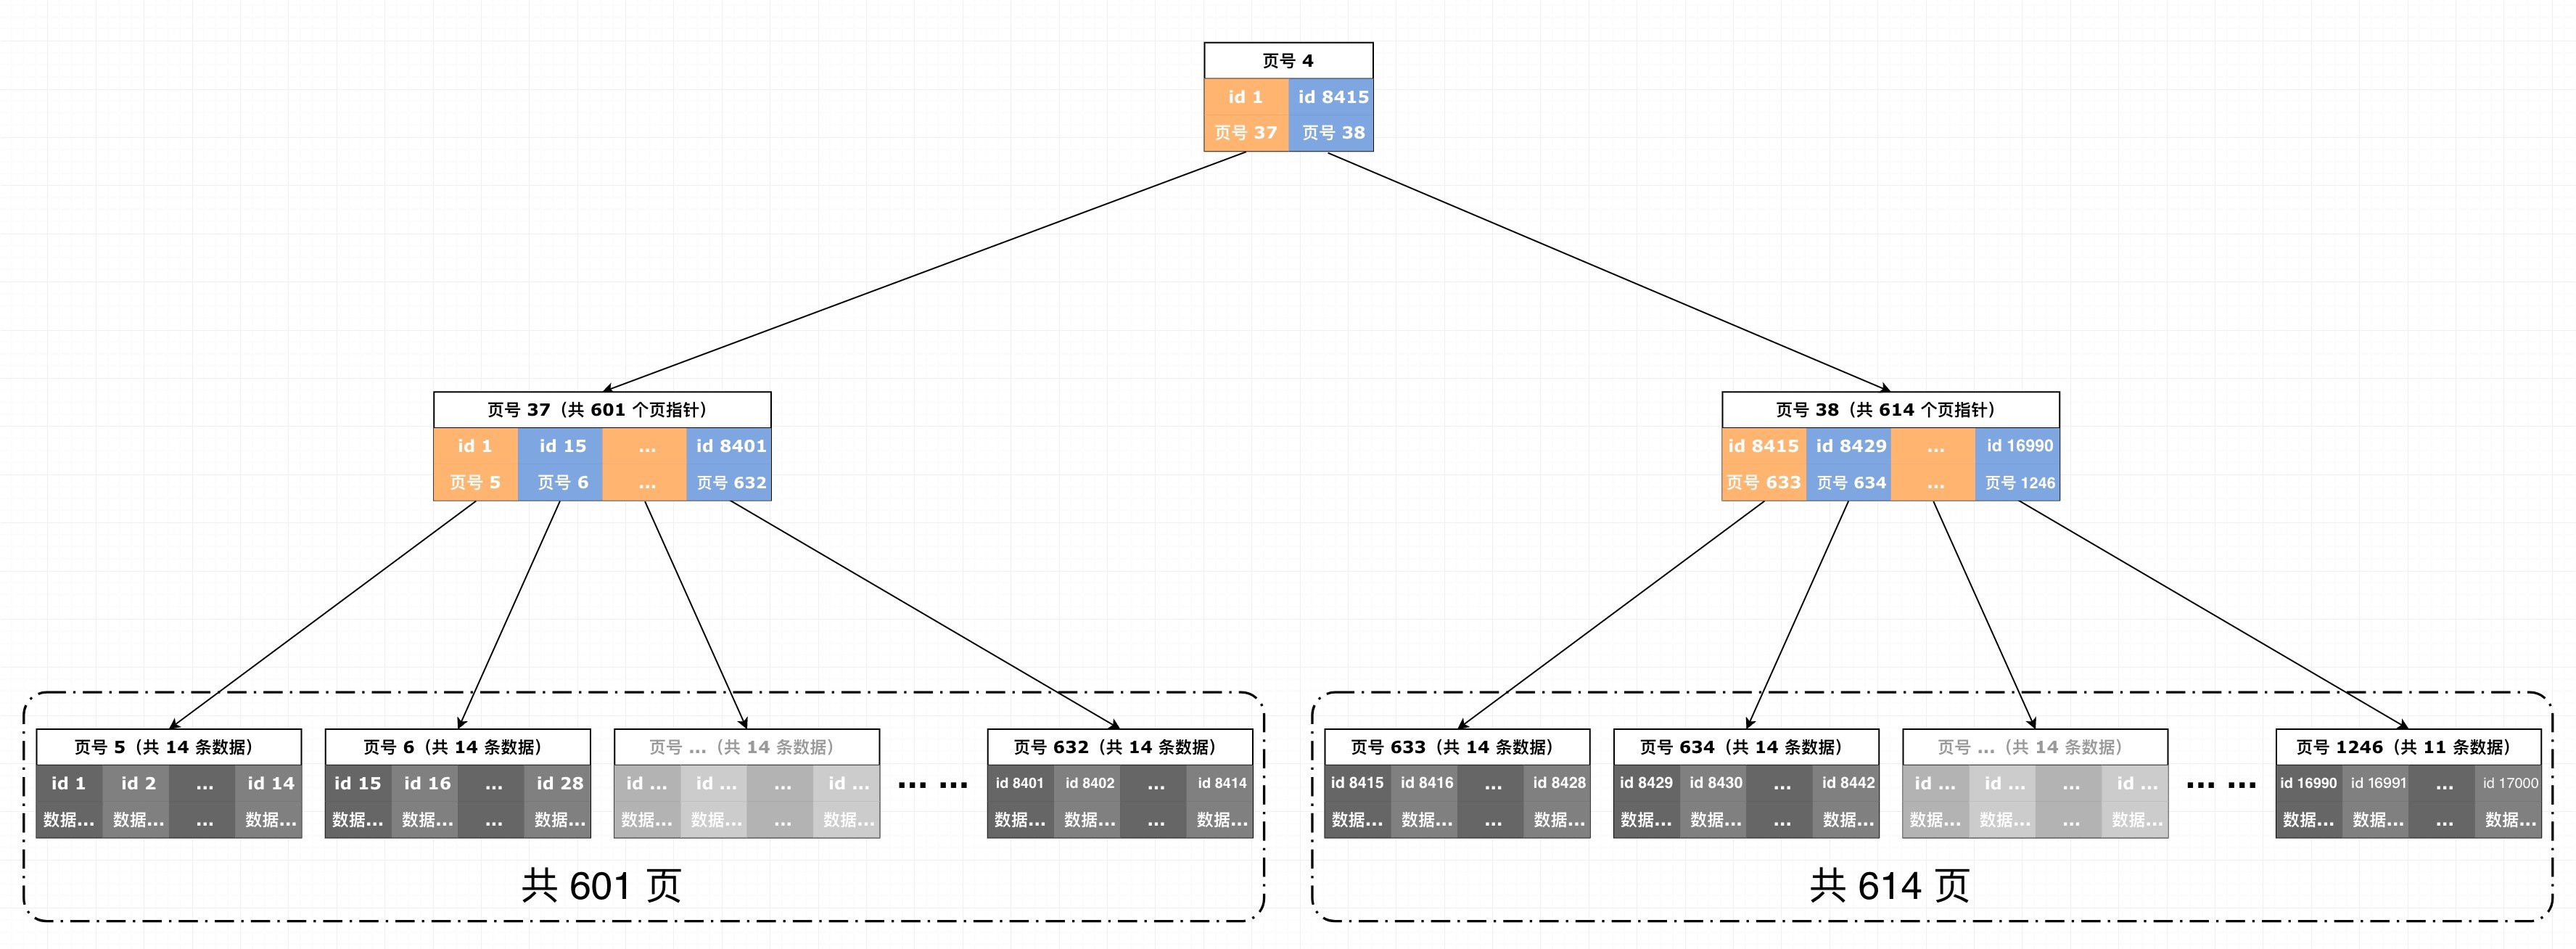 页号 4
id 1 id 8415
页号 37 页号 38
页号 37（共 601 个页指针）
id 1 id 15 ... id 8401
页号 5 页号 6 ... 页号 632
页号 38（共 614 个页指针）
id 8415 id 8429 ... id 16990
页号 633 页号 634 ... 页号 1246
页号 5（共 14 条数据）
id 1 id 2 ... id 14
数据... 数据... ... 数据...
页号 6（共 14 条数据）
id 15 id 16 ... id 28
数据... 数据... ... 数据...
页号 ...（共 14 条数据）
id ... id ... ... id ...
数据... 数据... ... 数据...
... ...
页号 632（共 14 条数据）
id 8401 id 8402 ... id 8414
数据... 数据... ... 数据...
共 601 页
页号 633（共 14 条数据）
id 8415 id 8416 ... id 8428
数据... 数据... ... 数据...
页号 634（共 14 条数据）
id 8429 id 8430 ... id 8442
数据... 数据... ... 数据...
页号 ...（共 14 条数据）
id ... id ... ... id ...
数据... 数据... ... 数据...
... ...
页号 1246（共 11 条数据）
id 16990 id 16991 ... id 17000
数据... 数据... ... 数据...
共 614 页